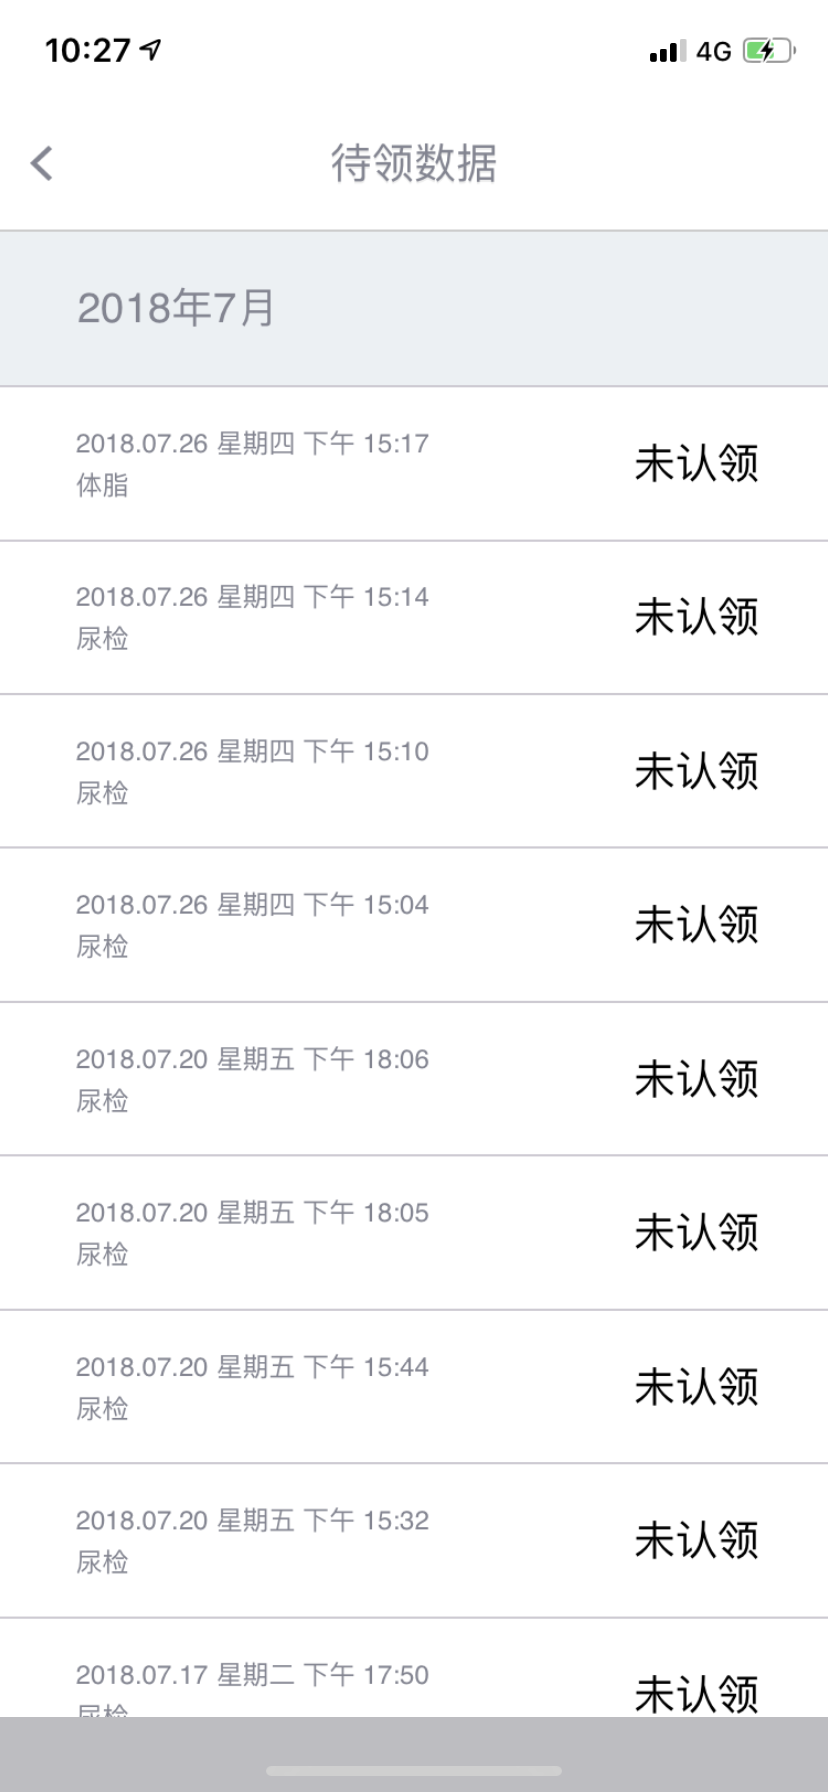 10:27
4G
待领数据
2018年7月
2018.07.26 星期四 下午 15:17
体脂
未认领
2018.07.26 星期四 下午 15:14
尿检
未认领
2018.07.26 星期四 下午 15:10
尿检
未认领
2018.07.26 星期四 下午 15:04
尿检
未认领
2018.07.20 星期五 下午 18:06
尿检
未认领
2018.07.20 星期五 下午 18:05
尿检
未认领
2018.07.20 星期五 下午 15:44
尿检
未认领
2018.07.20 星期五 下午 15:32
尿检
未认领
2018.07.17 星期二 下午 17:50
尿检
未认领